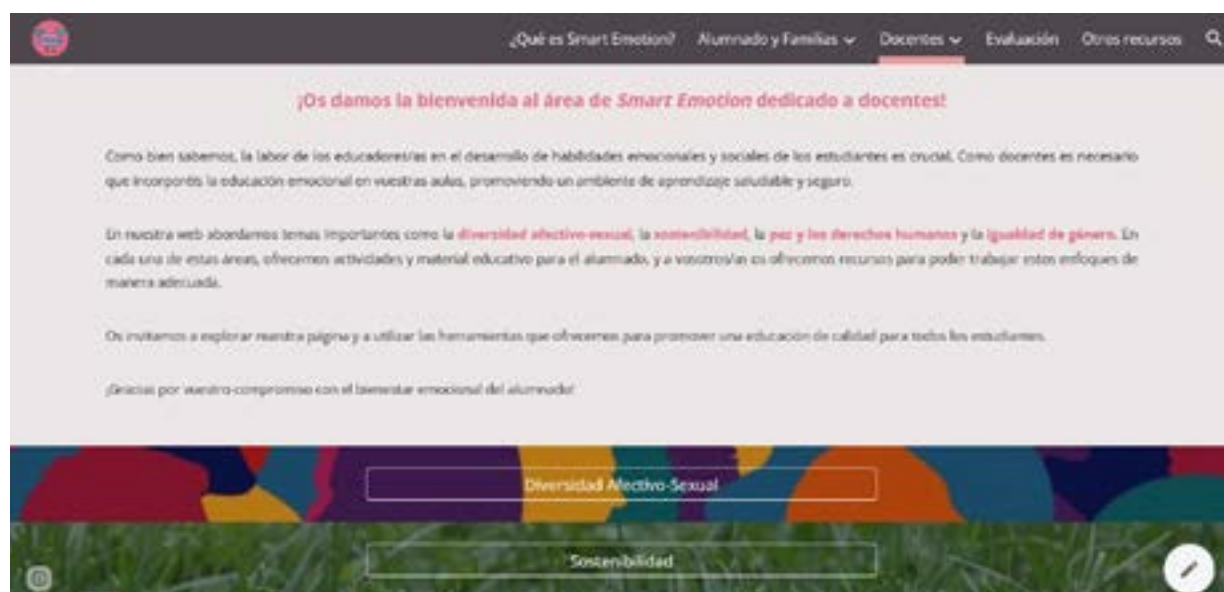 ¿Qué es Smart Emotion? Alumnado y Familias Docentes Evaluación Otros recursos
¡Os damos la bienvenida al área de Smart Emotion dedicado a docentes!
Como bien sabemos, la labor de los educadores/as en el desarrollo de habilidades emocionales y sociales de los estudiantes es crucial. Como docentes es necesario
que incorporéis la educación emocional en vuestras aulas, promoviendo un ambiente de aprendizaje saludable y seguro.
En nuestra web abordamos temas importantes como la diversidad afectivo-sexual, la sostenibilidad, la paz y los derechos humanos y la igualdad de género. En
cada una de estas áreas, ofrecemos actividades y material educativo para el alumnado, y a vosotros/as os ofrecemos recursos para poder trabajar estos enfoques de
manera adecuada.
Os invitamos a explorar nuestra página y a utilizar las herramientas que ofrecemos para promover una educación de calidad para todos los estudiantes.
¡Gracias por vuestro compromiso con el bienestar emocional del alumnado!
Diversidad Afectivo-Sexual
Sostenibilidad